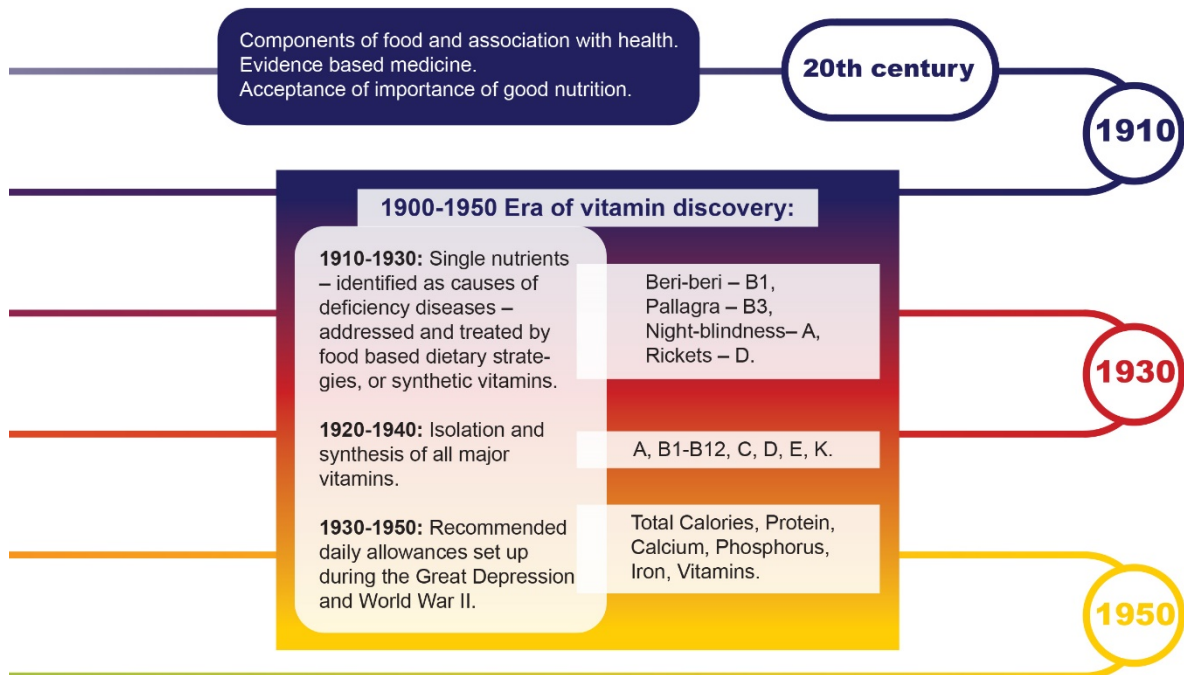 Components of food and association with health.
Evidence based medicine.
Acceptance of importance of good nutrition.
20th century
1910
1900-1950 Era of vitamin discovery:
1910-1930: Single nutrients
– identified as causes of
deficiency diseases –
addressed and treated by
food based dietary strate-
gies, or synthetic vitamins.
Beri-beri – B1,
Pallagra – B3,
Night-blindness– A,
Rickets – D.
1930
1920-1940: Isolation and
synthesis of all major
vitamins.
A, B1-B12, C, D, E, K.
1930-1950: Recommended
daily allowances set up
during the Great Depression
and World War II.
Total Calories, Protein,
Calcium, Phosphorus,
Iron, Vitamins.
1950